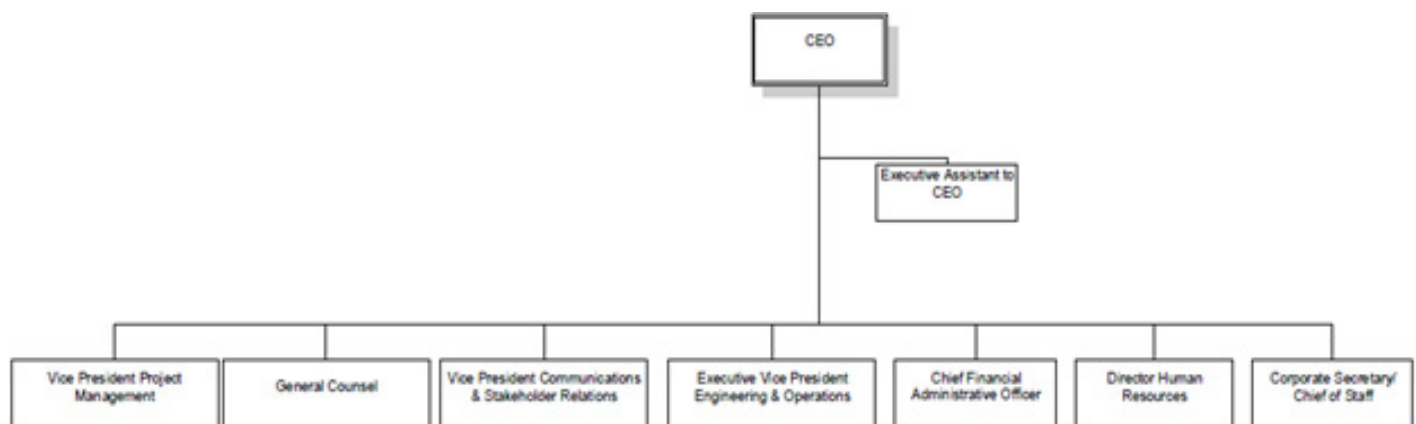 CEO
Executive Assistant to
CEO
Vice President Project
Management
General Counsel
Vice President Communications
& Stakeholder Relations
Executive Vice President
Engineering & Operations
Chief Financial
Administrative Officer
Director Human
Resources
Corporate Secretary/
Chief of Staff